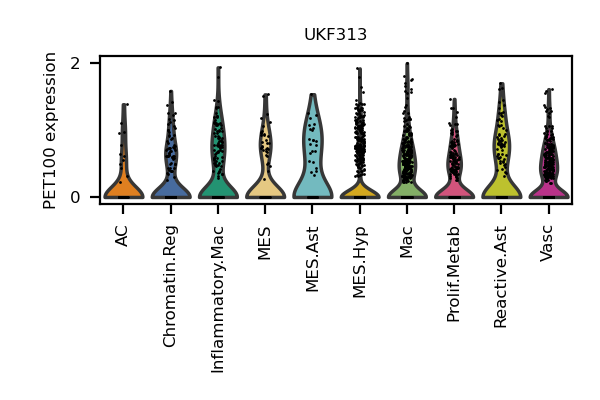 UKF313
PET100 expression
2
0
AC
Chromatin.Reg
Inflammatory.Mac
MES
MES.Ast
MES.Hyp
Mac
Prolif.Metab
Reactive.Ast
Vasc